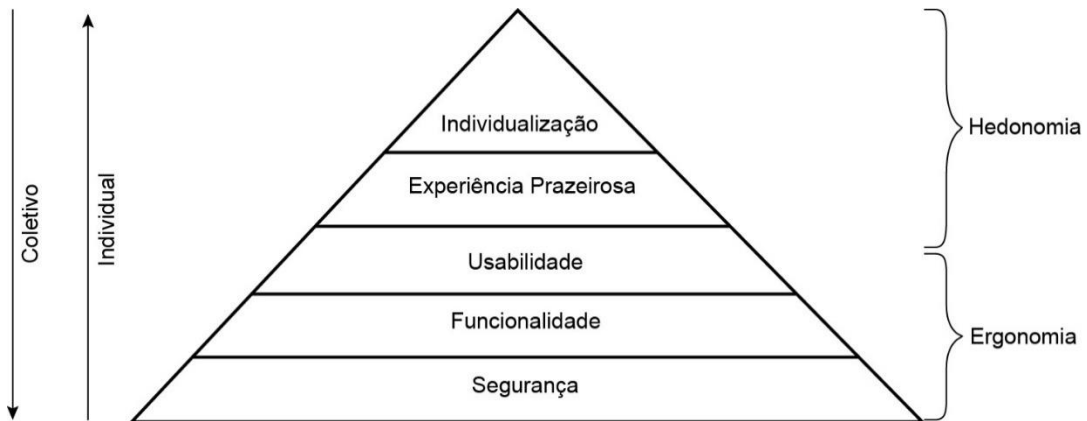 Coletivo
Individual
Individualização
Experiência Prazeirosa
Usabilidade
Funcionalidade
Segurança
Hedonomia
Ergonomia